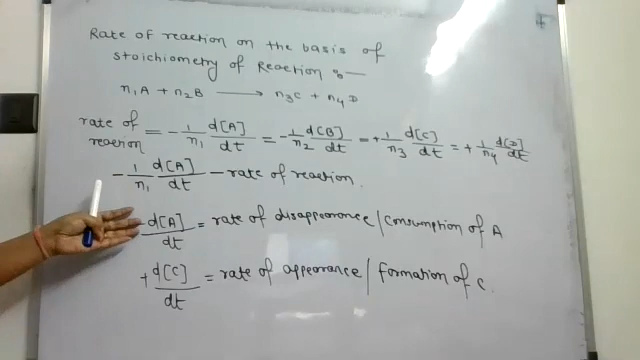 Rate of reaction on the basis of
stoichiometry of Reaction :—
n₁A + n₂B ⟶ n₃C + n₄D
rate of reaction = - 1/n₁ d[A]/dt = - 1/n₂ d[B]/dt = + 1/n₃ d[C]/dt = + 1/n₄ d[D]/dt
- 1/n₁ d[A]/dt - rate of reaction.
d[A]/dt = rate of disappearance / consumption of A
+ d[C]/dt = rate of appearance / Formation of C